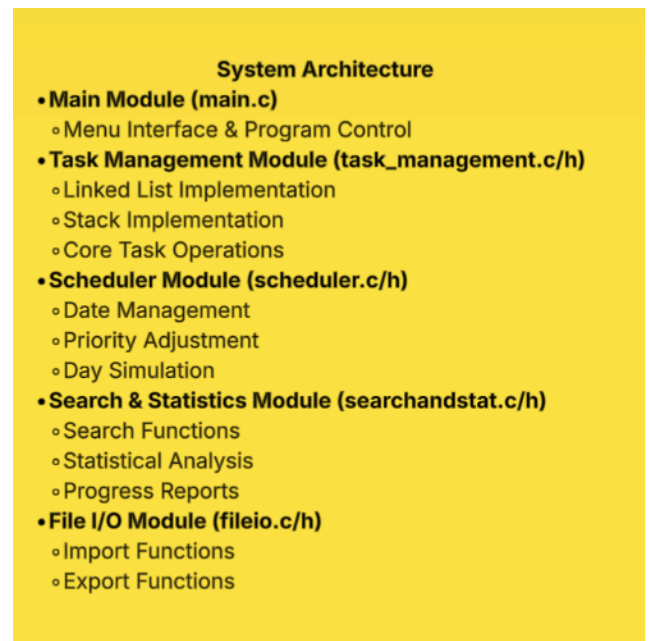 System Architecture
•Main Module (main.c)
◦Menu Interface & Program Control
•Task Management Module (task_management.c/h)
◦Linked List Implementation
◦Stack Implementation
◦Core Task Operations
•Scheduler Module (scheduler.c/h)
◦Date Management
◦Priority Adjustment
◦Day Simulation
•Search & Statistics Module (searchandstat.c/h)
◦Search Functions
◦Statistical Analysis
◦Progress Reports
•File I/O Module (fileio.c/h)
◦Import Functions
◦Export Functions